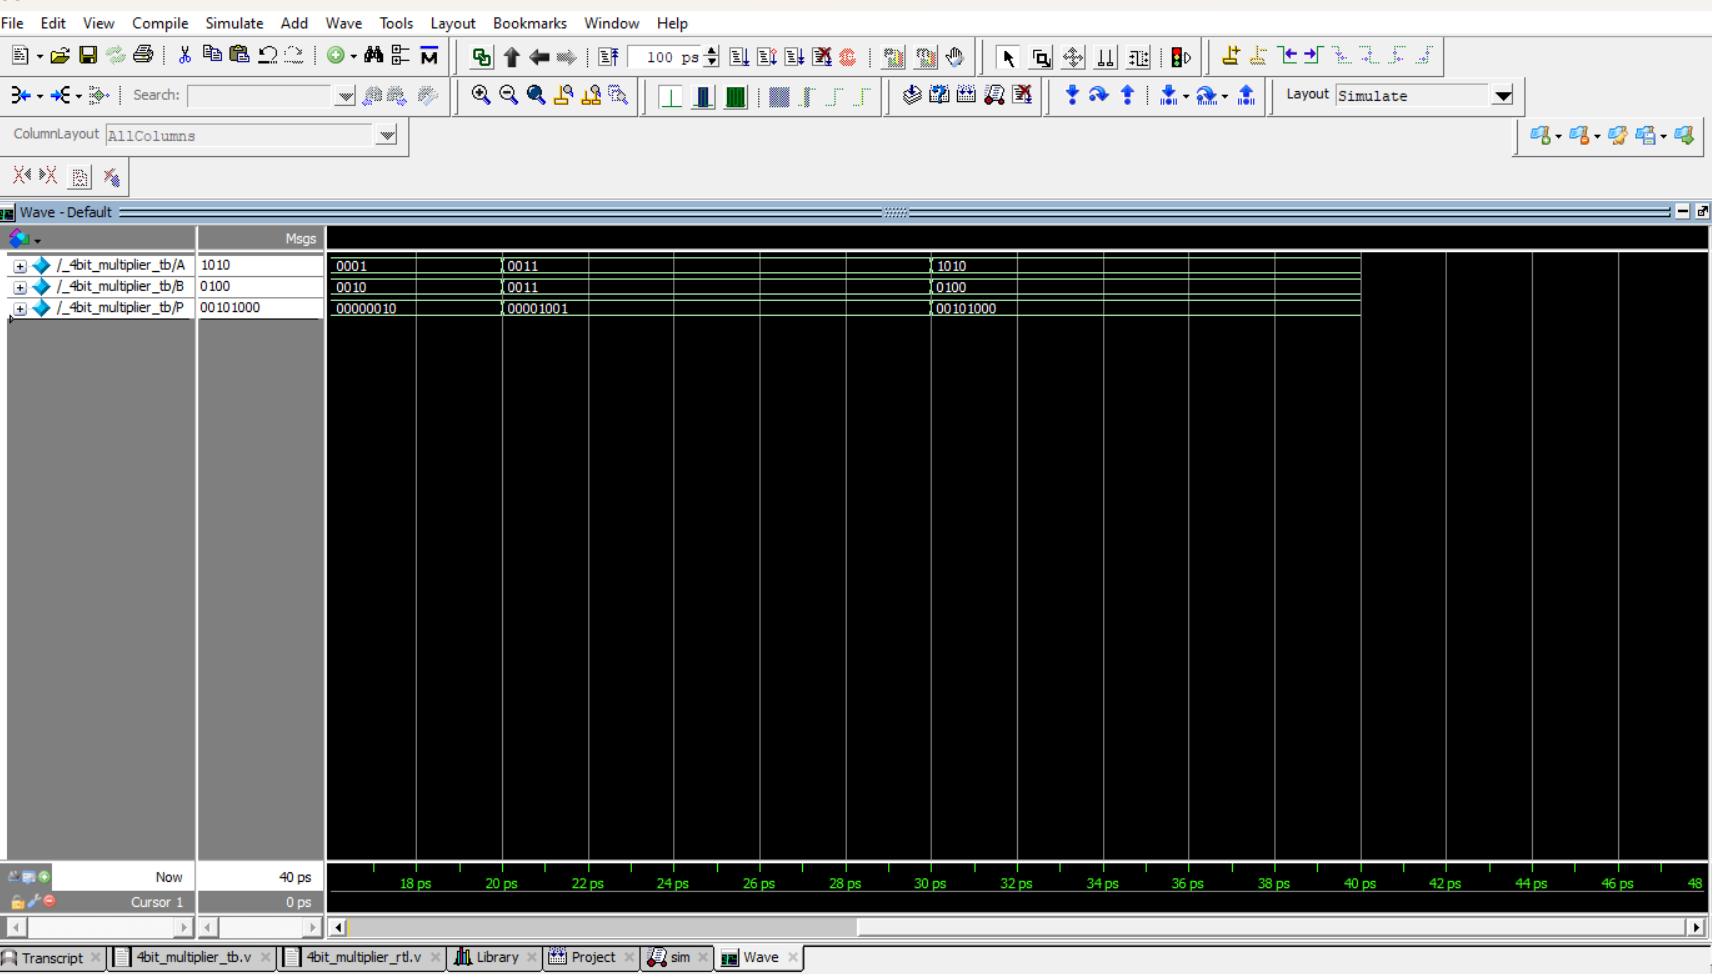 File Edit View Compile Simulate Add Wave Tools Layout Bookmarks Window Help
100 ps
Search: Layout Simulate
ColumnLayout AllColumns
Wave - Default
Msgs
/_4bit_multiplier_tb/A 1010 0001 0011 1010
/_4bit_multiplier_tb/B 0100 0010 0011 0100
/_4bit_multiplier_tb/P 00101000 00000010 00001001 00101000
Now 40 ps 18 ps 20 ps 22 ps 24 ps 26 ps 28 ps 30 ps 32 ps 34 ps 36 ps 38 ps 40 ps 42 ps 44 ps 46 ps 48
Cursor 1 0 ps
Transcript 4bit_multiplier_tb.v 4bit_multiplier_rtl.v Library Project sim Wave